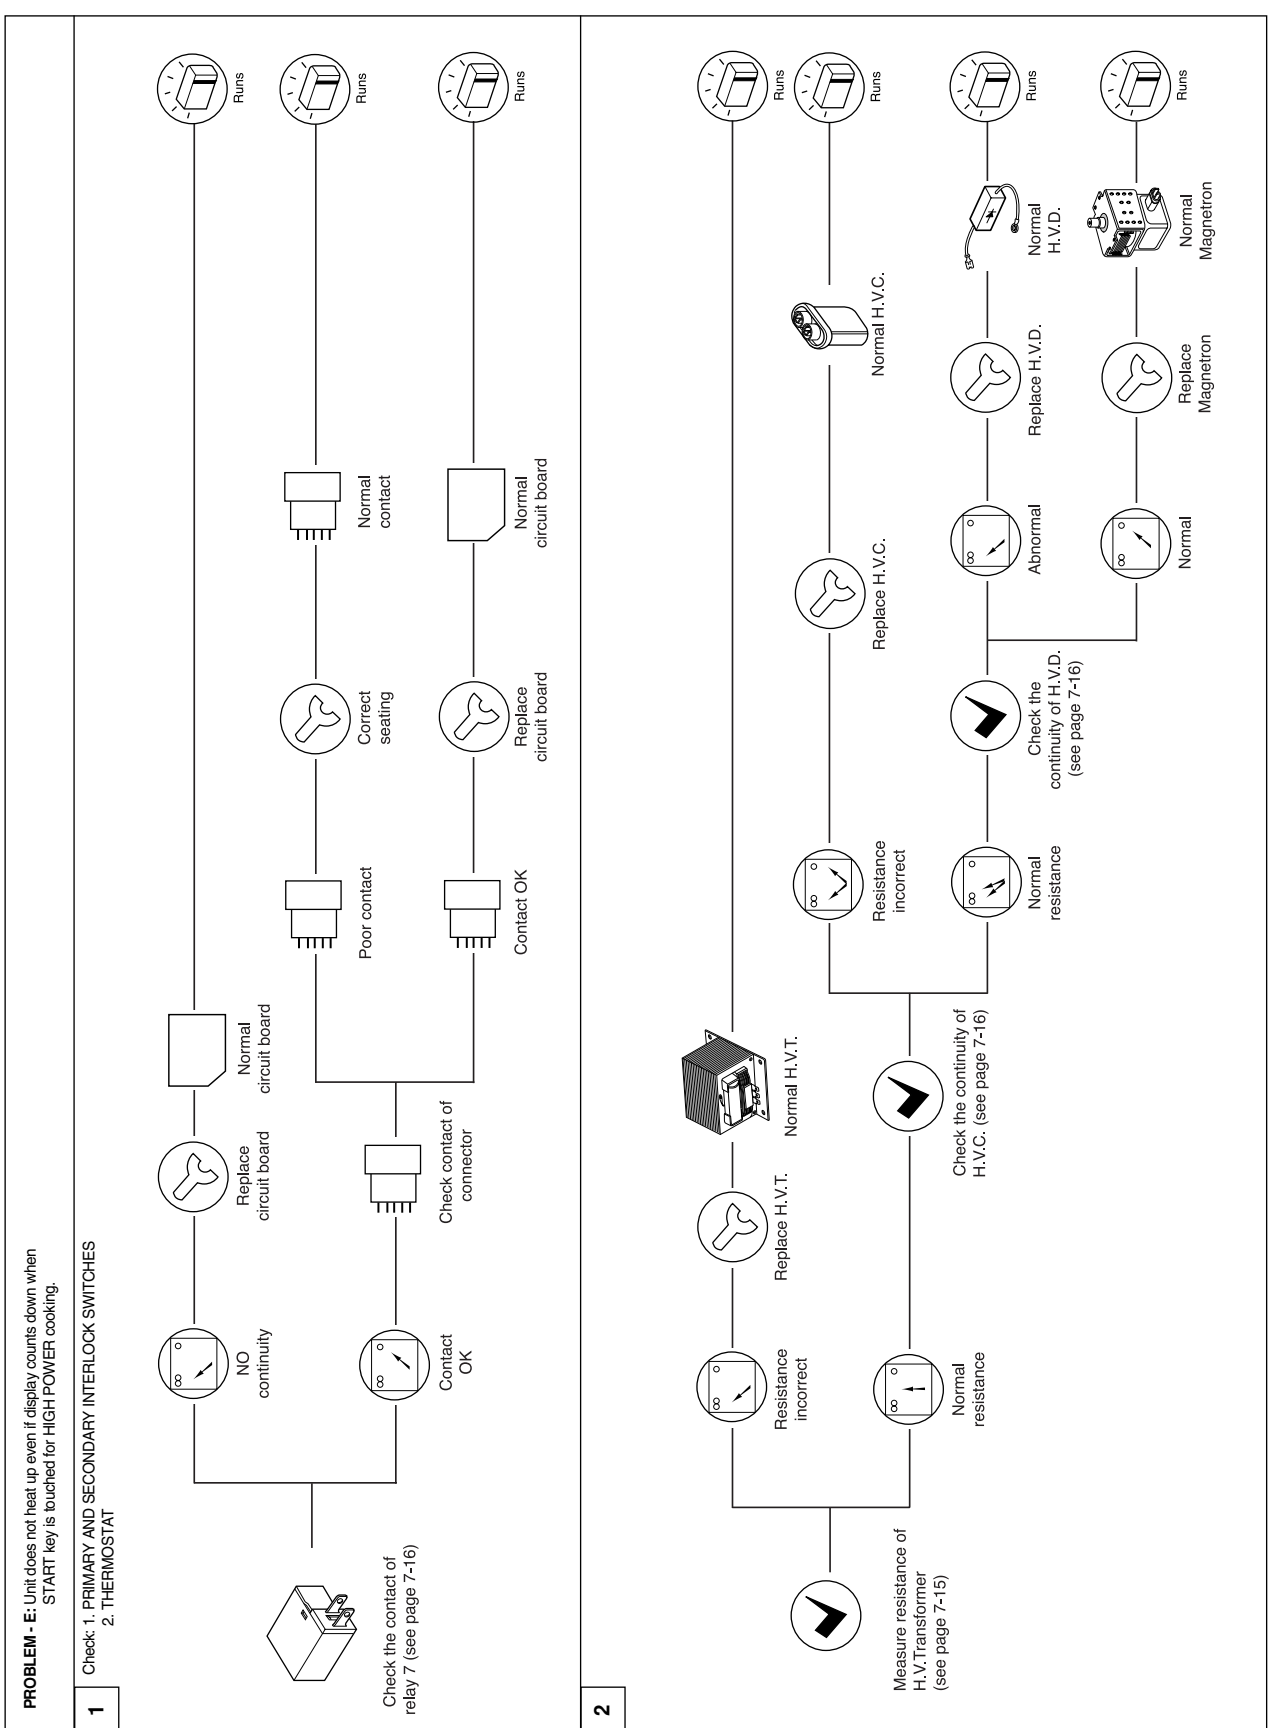 PROBLEM - E: Unit does not heat up even if display counts down when
START key is touched for HIGH POWER cooking.
1
Check: 1. PRIMARY AND SECONDARY INTERLOCK SWITCHES
2. THERMOSTAT
Check the contact of
relay 7 (see page 7-16)
NO
continuity
Replace
circuit board
Normal
circuit board
Runs
Contact
OK
Check contact of
connector
Poor contact
Correct
seating
Normal
contact
Runs
Contact OK
Replace
circuit board
Normal
circuit board
Runs
2
Measure resistance of
H.V.Transformer
(see page 7-15)
Resistance
incorrect
Replace H.V.T.
Normal H.V.T.
Runs
Normal
resistance
Check the continuity of
H.V.C. (see page 7-16)
Resistance
incorrect
Replace H.V.C.
Normal H.V.C.
Runs
Normal
resistance
Check the
continuity of H.V.D.
(see page 7-16)
Abnormal
Replace H.V.D.
Normal
H.V.D.
Runs
Normal
Replace
Magnetron
Normal
Magnetron
Runs